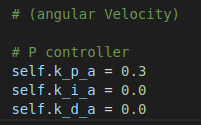 # (angular Velocity)
# P controller
self.k_p_a = 0.3
self.k_i_a = 0.0
self.k_d_a = 0.0